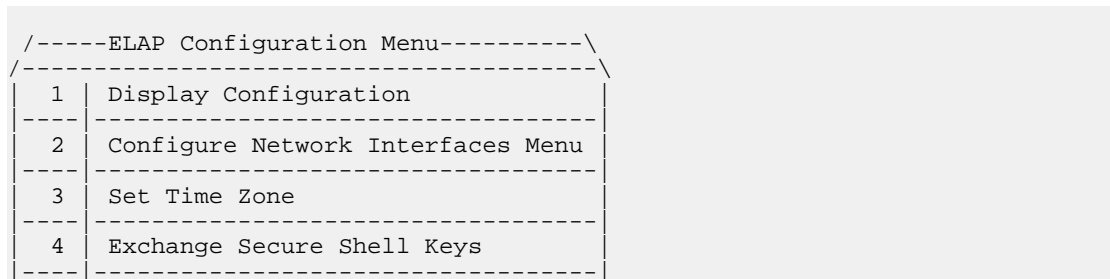 /-----ELAP Configuration Menu----------\
/----------------------------------------\
|  1 | Display Configuration             |
|----|-----------------------------------|
|  2 | Configure Network Interfaces Menu |
|----|-----------------------------------|
|  3 | Set Time Zone                     |
|----|-----------------------------------|
|  4 | Exchange Secure Shell Keys        |
|----|-----------------------------------|